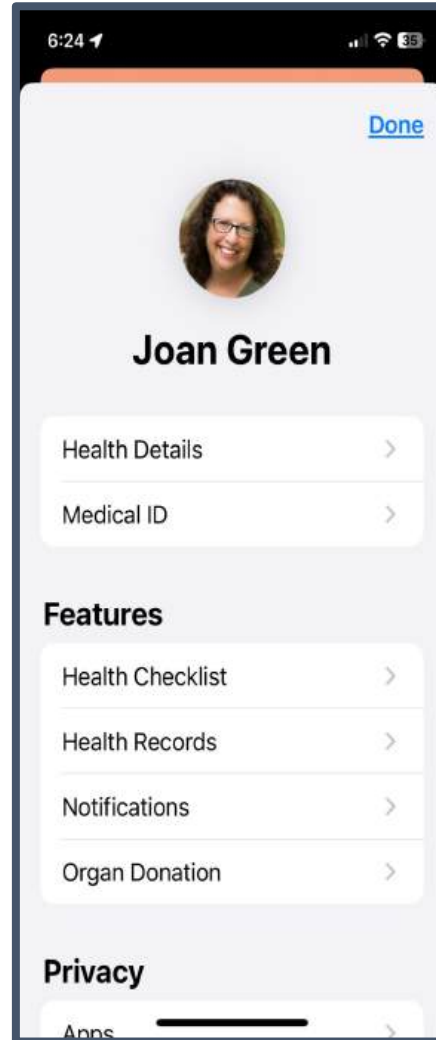 6:24
35
Done
Joan Green
Health Details
Medical ID
Features
Health Checklist
Health Records
Notifications
Organ Donation
Privacy
Apps